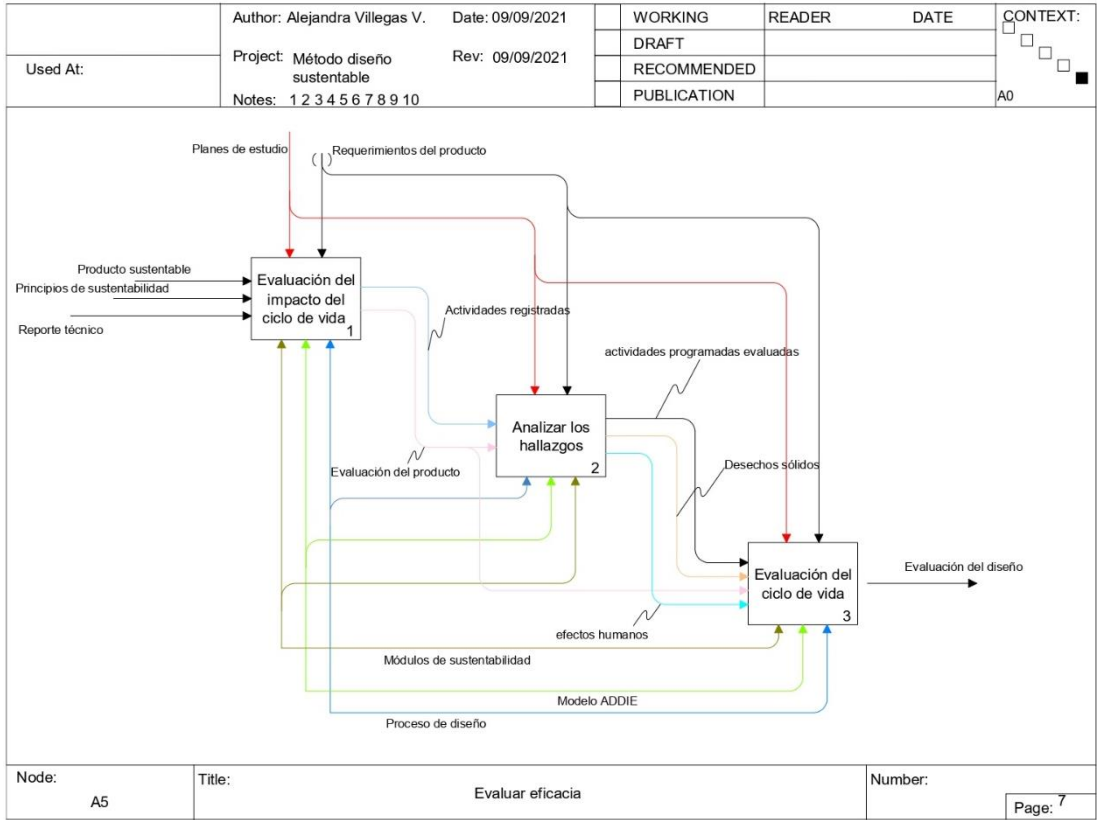 Used At:
Author: Alejandra Villegas V.
Date: 09/09/2021
Project: Método diseño
sustentable
Rev: 09/09/2021
Notes: 1 2 3 4 5 6 7 8 9 10
WORKING
DRAFT
RECOMMENDED
PUBLICATION
READER
DATE
CONTEXT:
A0
Planes de estudio
Requerimientos del producto
Producto sustentable
Principios de sustentabilidad
Reporte técnico
Evaluación del
impacto del
ciclo de vida
1
Actividades registradas
actividades programadas evaluadas
Analizar los
hallazgos
2
Evaluación del producto
Desechos sólidos
Evaluación del
ciclo de vida
3
Evaluación del diseño
efectos humanos
Módulos de sustentabilidad
Modelo ADDIE
Proceso de diseño
Node:
A5
Title:
Evaluar eficacia
Number:
Page: 7